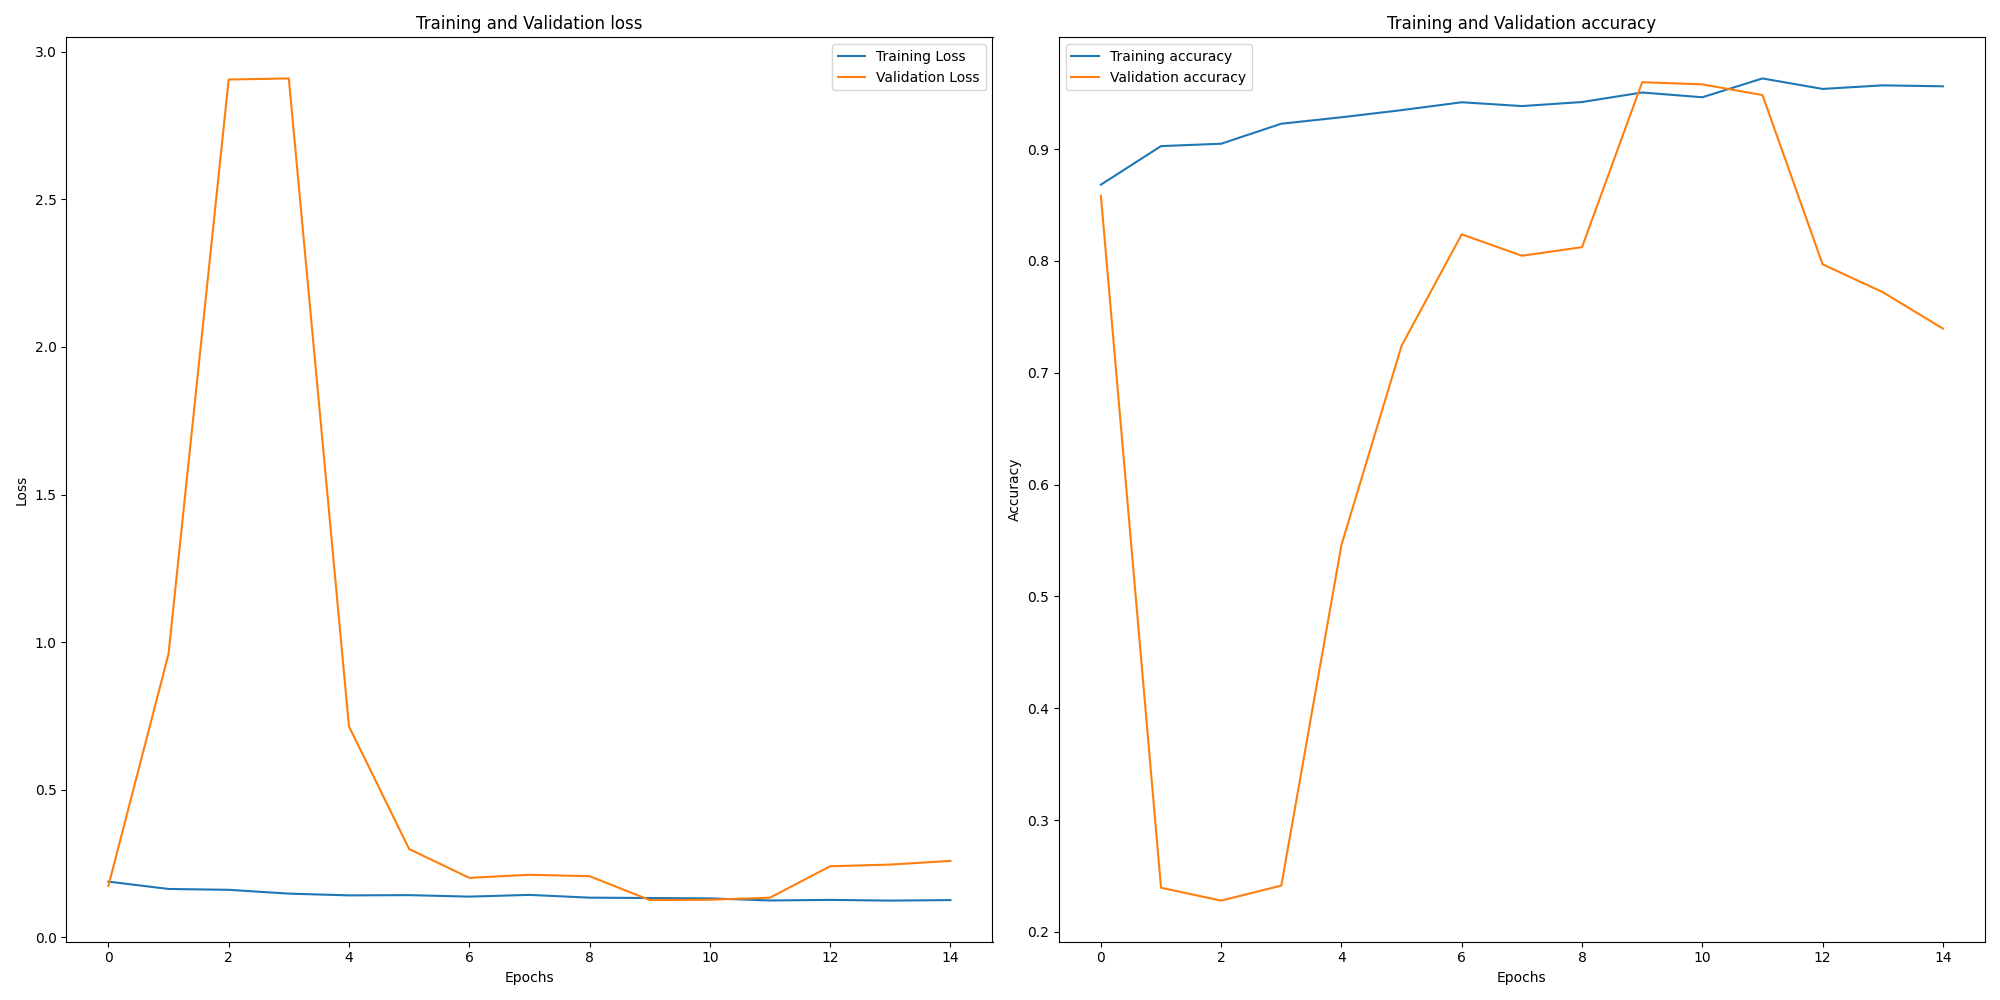 Training and Validation loss
Training Loss
Validation Loss
3.0
2.5
2.0
1.5
1.0
0.5
0.0
Loss
0 2 4 6 8 10 12 14
Epochs
Training and Validation accuracy
Training accuracy
Validation accuracy
0.9
0.8
0.7
0.6
0.5
0.4
0.3
0.2
Accuracy
0 2 4 6 8 10 12 14
Epochs